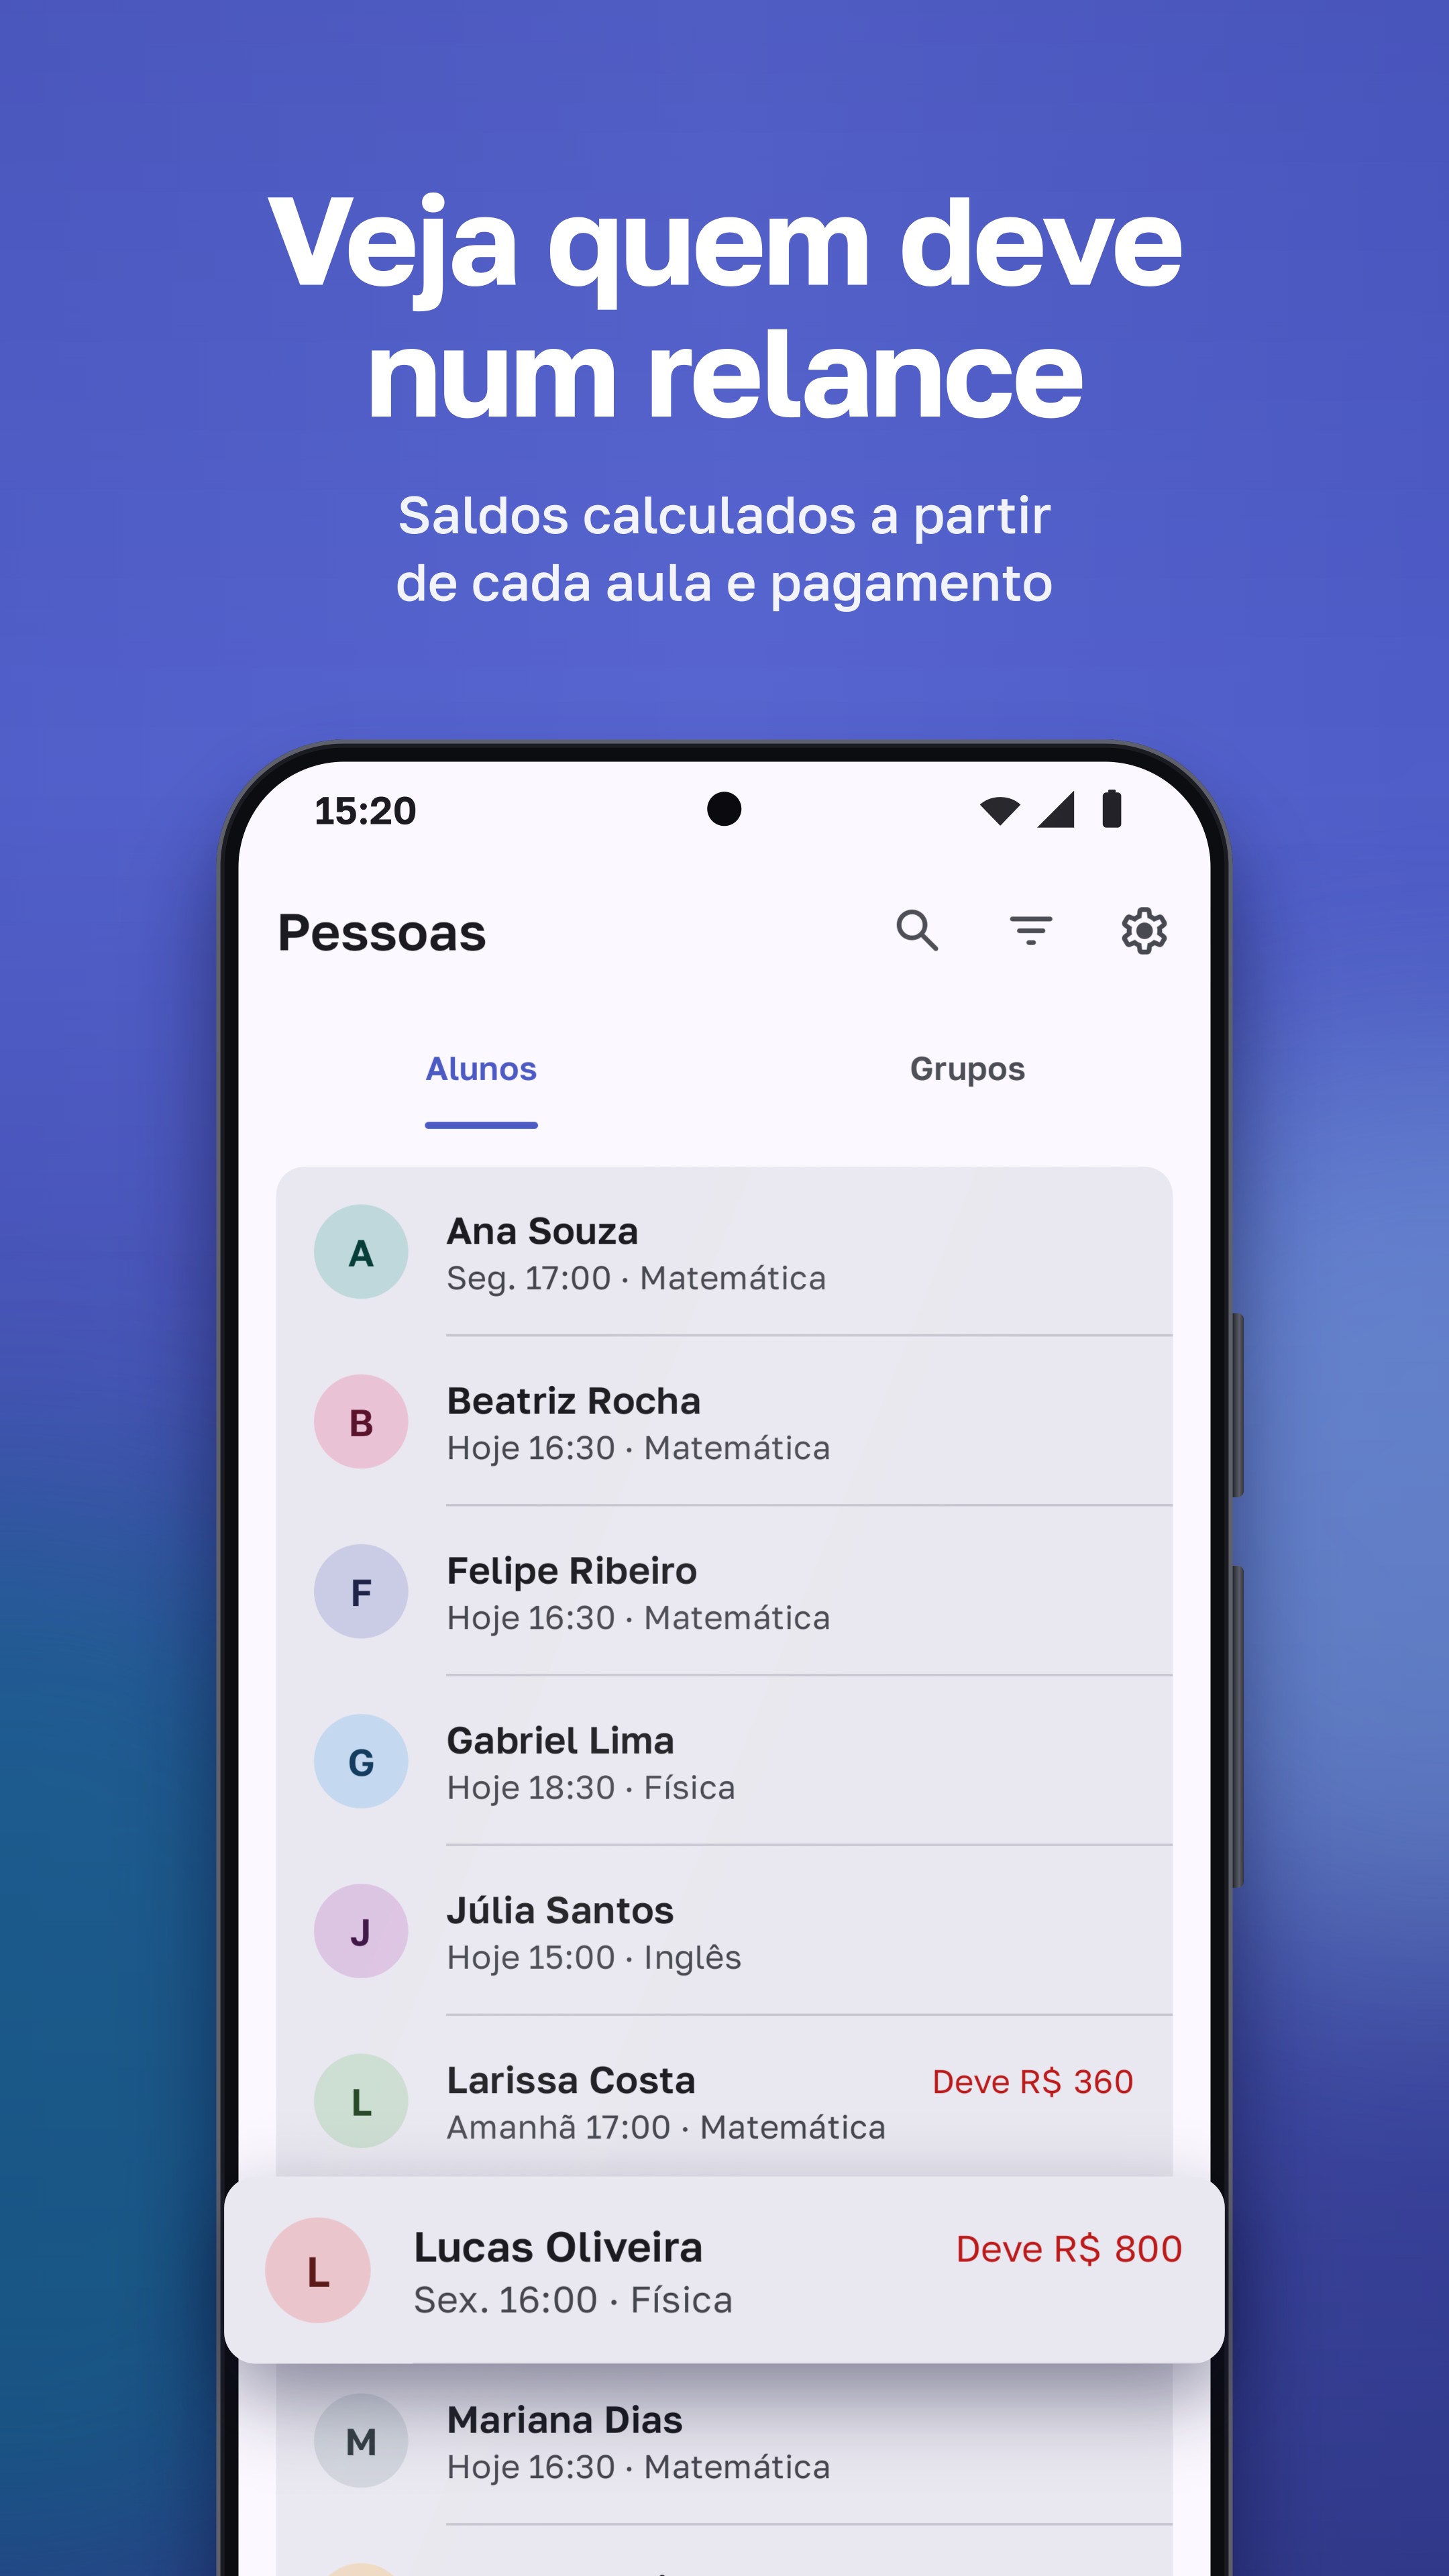 Veja quem deve
num relance
Saldos calculados a partir
de cada aula e pagamento
15:20
Pessoas
Alunos
Grupos
A
Ana Souza
Seg. 17:00 · Matemática
B
Beatriz Rocha
Hoje 16:30 · Matemática
F
Felipe Ribeiro
Hoje 16:30 · Matemática
G
Gabriel Lima
Hoje 18:30 · Física
J
Júlia Santos
Hoje 15:00 · Inglês
L
Larissa Costa
Deve R$ 360
Amanhã 17:00 · Matemática
L
Lucas Oliveira
Deve R$ 800
Sex. 16:00 · Física
M
Mariana Dias
Hoje 16:30 · Matemática